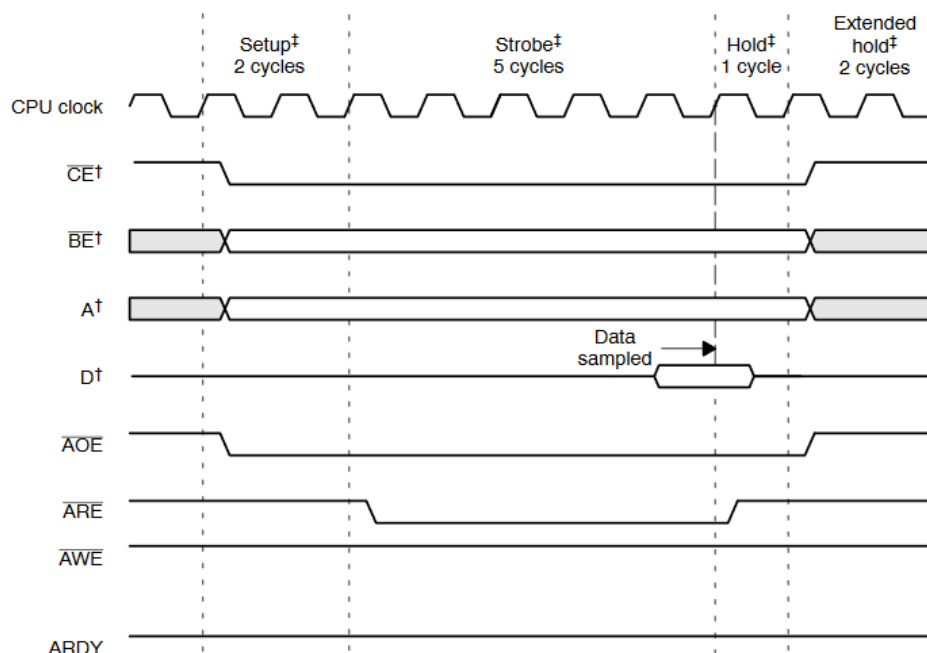 Setup‡
2 cycles
Strobe‡
5 cycles
Hold‡
1 cycle
Extended
hold‡
2 cycles
CPU clock
CE†
BE†
A†
Data
sampled
D†
AOE
ARE
AWE
ARDY